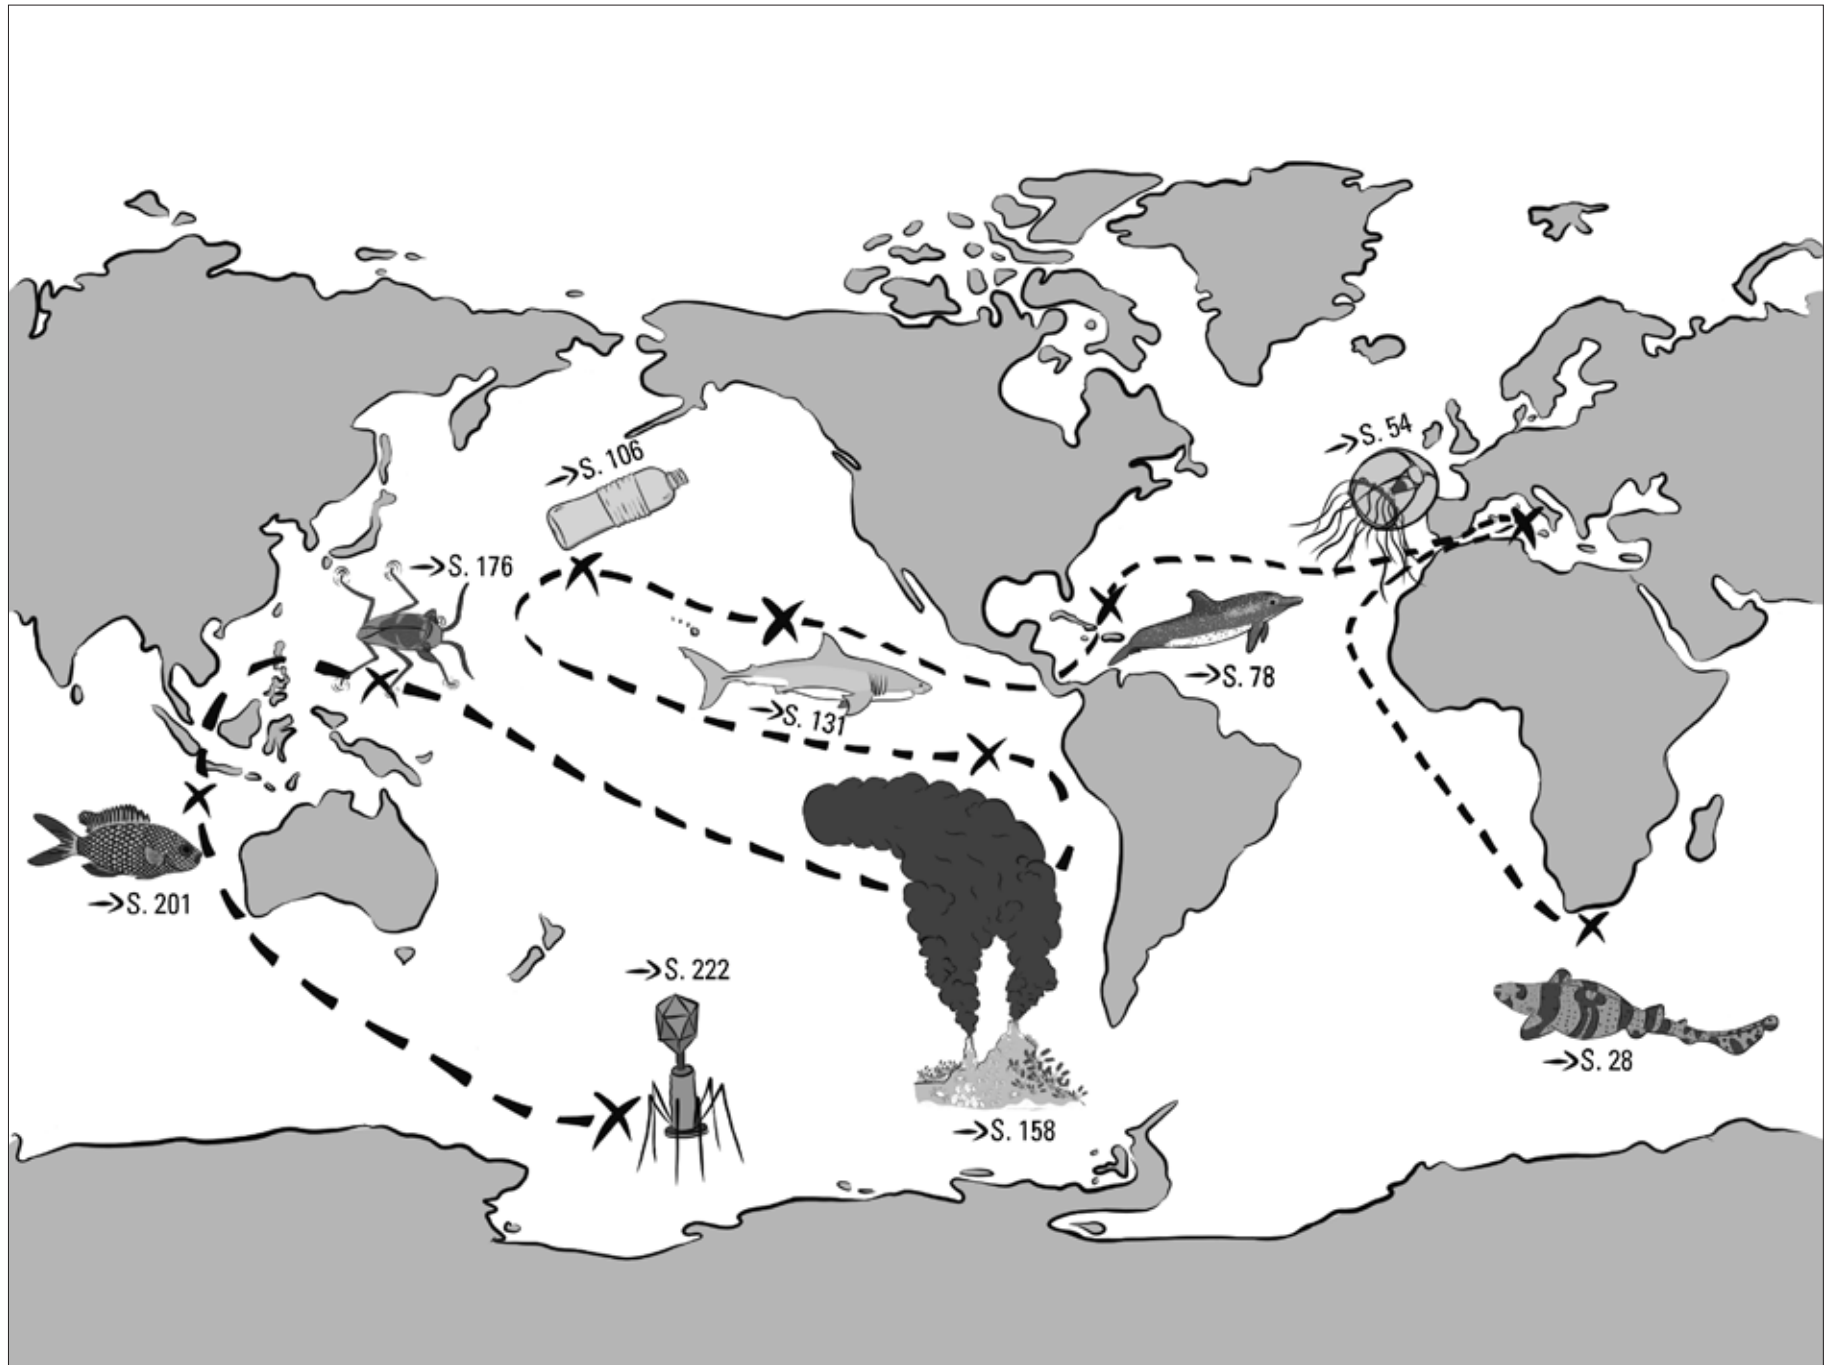 →S. 54
→S. 106
→S. 176
→S. 78
→S. 131
→S. 201
→S. 222
→S. 28
→S. 158